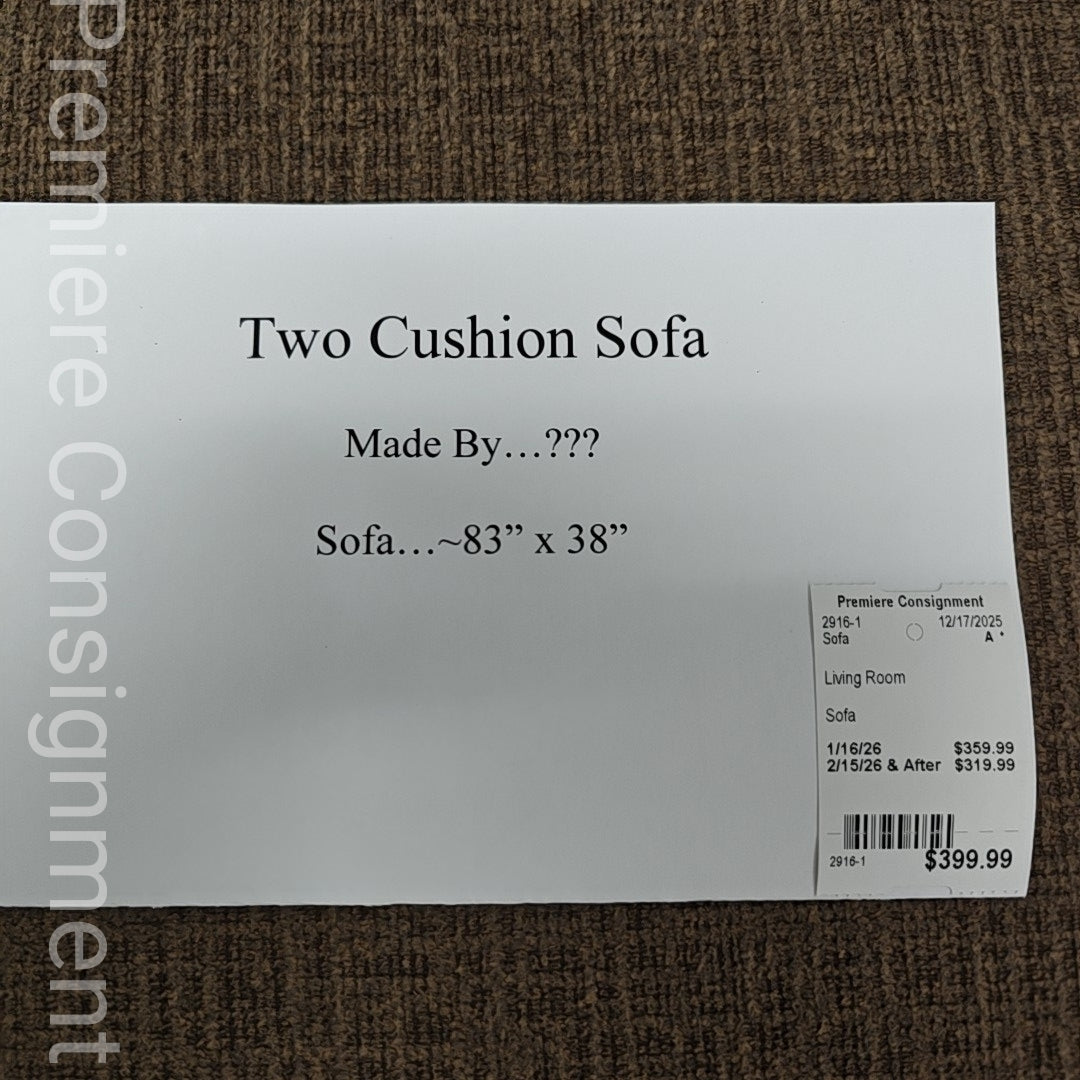 Premiere Consignment
Two Cushion Sofa
Made By…???
Sofa…~83” x 38”
Premiere Consignment
2916-1 12/17/2025
Sofa A *
Living Room
Sofa
1/16/26 $359.99
2/15/26 & After $319.99
2916-1 $399.99